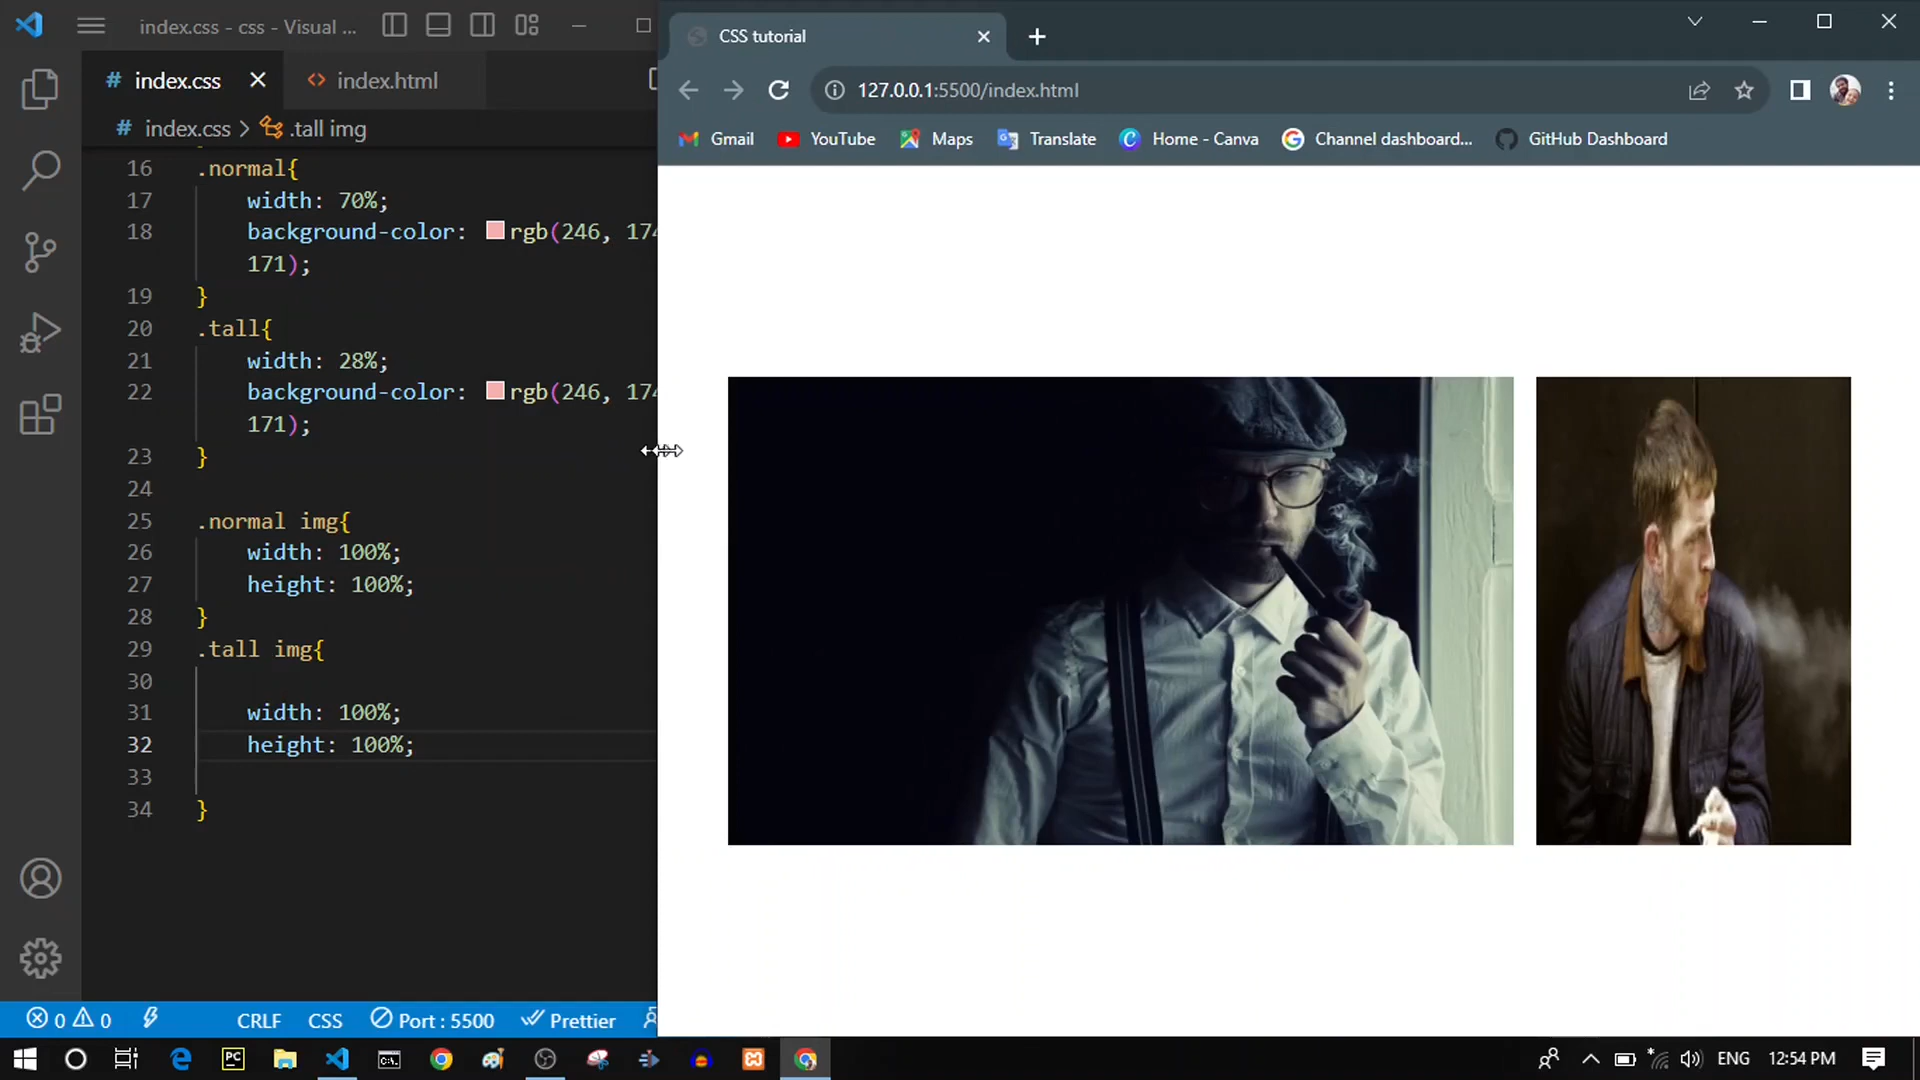 index.css - css - Visual ...
index.css
index.html
index.css > .tall img
16 .normal{
17 width: 70%;
18 background-color: rgb(246, 174
171);
19 }
20 .tall{
21 width: 28%;
22 background-color: rgb(246, 174
171);
23 }
24
25 .normal img{
26 width: 100%;
27 height: 100%;
28 }
29 .tall img{
30
31 width: 100%;
32 height: 100%;
33
34 }
0 0 CRLF CSS Port : 5500 Prettier
CSS tutorial
127.0.0.1:5500/index.html
Gmail YouTube Maps Translate Home - Canva Channel dashboard... GitHub Dashboard
PC
ENG 12:54 PM